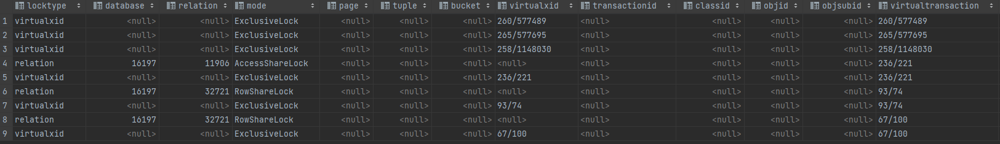 locktype database relation mode page tuple bucket virtualxid transactionid classid objid objsubid virtualtransaction
1 virtualxid <null> <null> ExclusiveLock <null> <null> <null> 260/577489 <null> <null> <null> <null> 260/577489
2 virtualxid <null> <null> ExclusiveLock <null> <null> <null> 265/577695 <null> <null> <null> <null> 265/577695
3 virtualxid <null> <null> ExclusiveLock <null> <null> <null> 258/1148030 <null> <null> <null> <null> 258/1148030
4 relation 16197 11906 AccessShareLock <null> <null> <null> <null> <null> <null> <null> <null> 236/221
5 virtualxid <null> <null> ExclusiveLock <null> <null> <null> 236/221 <null> <null> <null> <null> 236/221
6 relation 16197 32721 RowShareLock <null> <null> <null> <null> <null> <null> <null> <null> 93/74
7 virtualxid <null> <null> ExclusiveLock <null> <null> <null> 93/74 <null> <null> <null> <null> 93/74
8 relation 16197 32721 RowShareLock <null> <null> <null> <null> <null> <null> <null> <null> 67/100
9 virtualxid <null> <null> ExclusiveLock <null> <null> <null> 67/100 <null> <null> <null> <null> 67/100